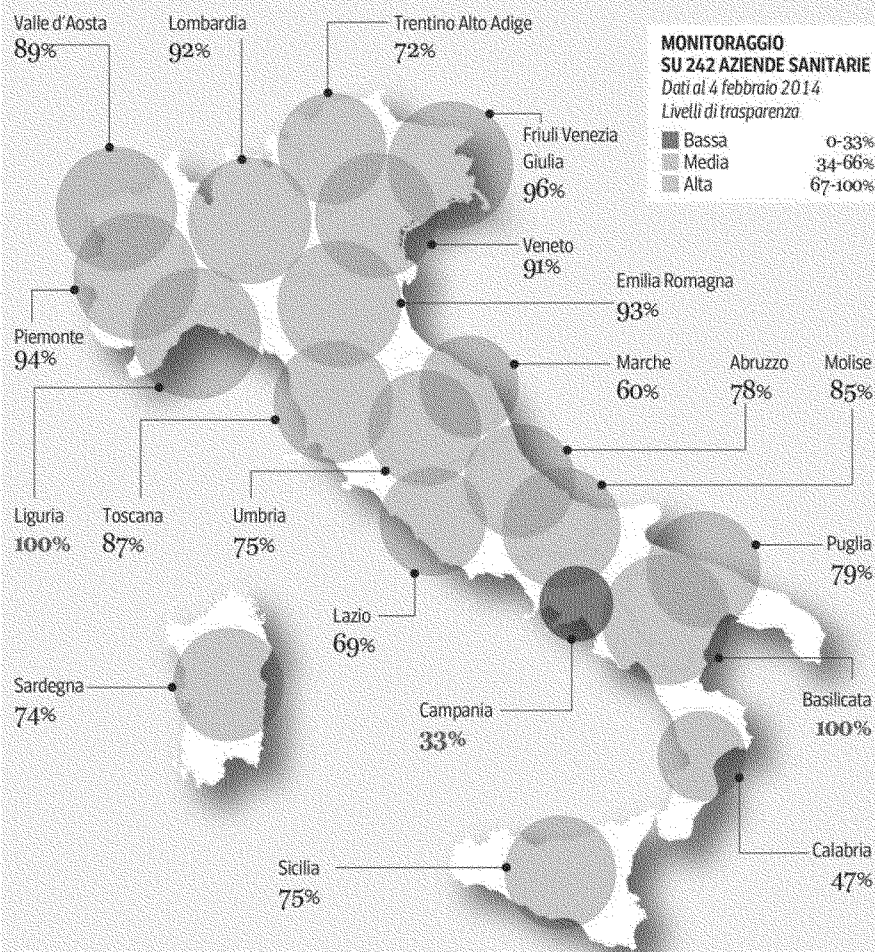 Valle d'Aosta
89%
Lombardia
92%
Trentino Alto Adige
72%
MONITORAGGIO
SU 242 AZIENDE SANITARIE
Dati al 4 febbraio 2014
Livelli di trasparenza
Bassa 0-33%
Media 34-66%
Alta 67-100%
Friuli Venezia
Giulia
96%
Veneto
91%
Emilia Romagna
93%
Piemonte
94%
Marche
60%
Abruzzo
78%
Molise
85%
Liguria
100%
Toscana
87%
Umbria
75%
Puglia
79%
Lazio
69%
Sardegna
74%
Campania
33%
Basilicata
100%
Calabria
47%
Sicilia
75%